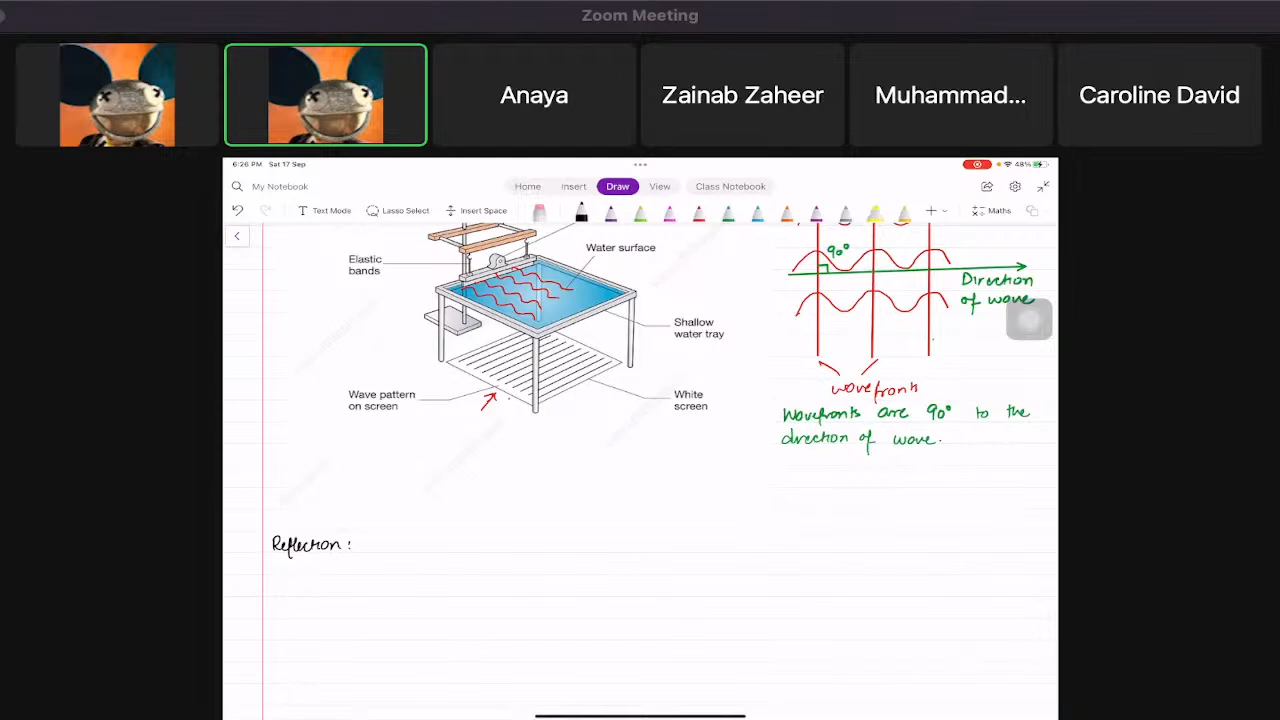 Zoom Meeting
Anaya
Zainab Zaheer
Muhammad...
Caroline David
6:26 PM Sat 17 Sep
48%
My Notebook
Home
Insert
Draw
View
Class Notebook
Text Mode
Lasso Select
Insert Space
Maths
Elastic
bands
Water surface
Shallow
water tray
Wave pattern
on screen
White
screen
90°
Direction
of wave
wavefronts
Wavefronts are 90° to the
direction of wave.
Reflection: